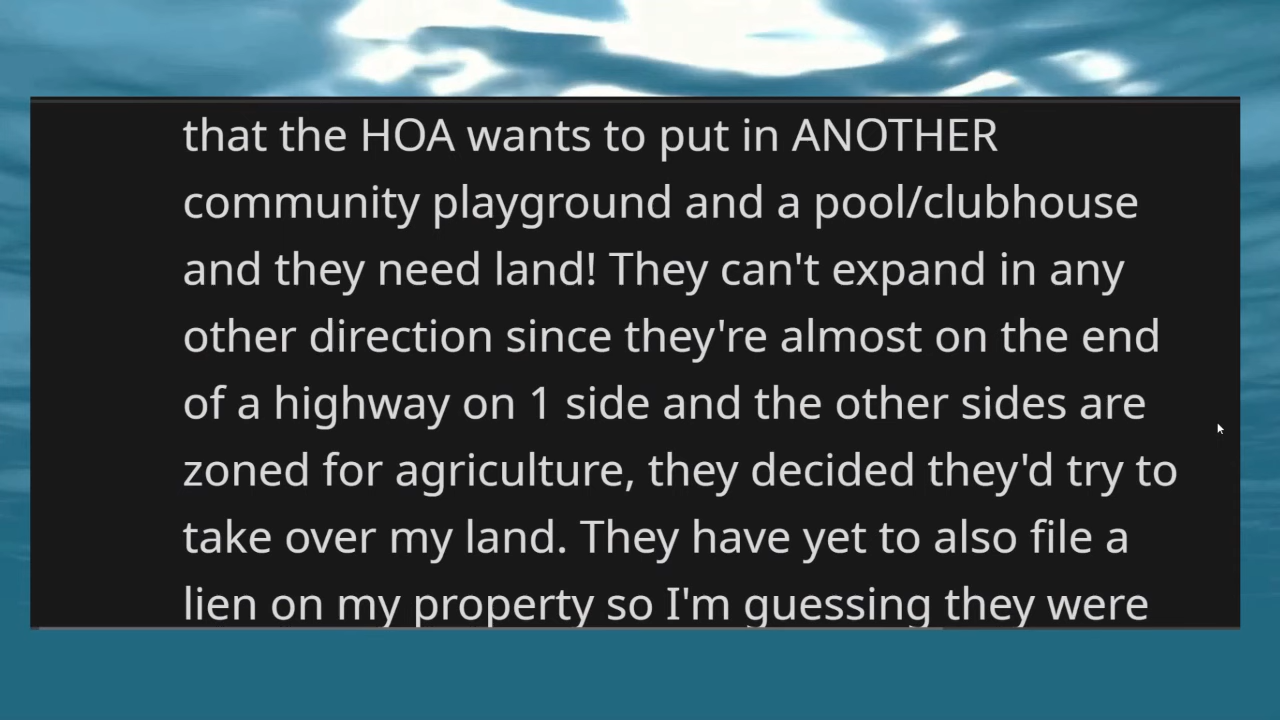 that the HOA wants to put in ANOTHER
community playground and a pool/clubhouse
and they need land! They can't expand in any
other direction since they're almost on the end
of a highway on 1 side and the other sides are
zoned for agriculture, they decided they'd try to
take over my land. They have yet to also file a
lien on my property so I'm guessing they were